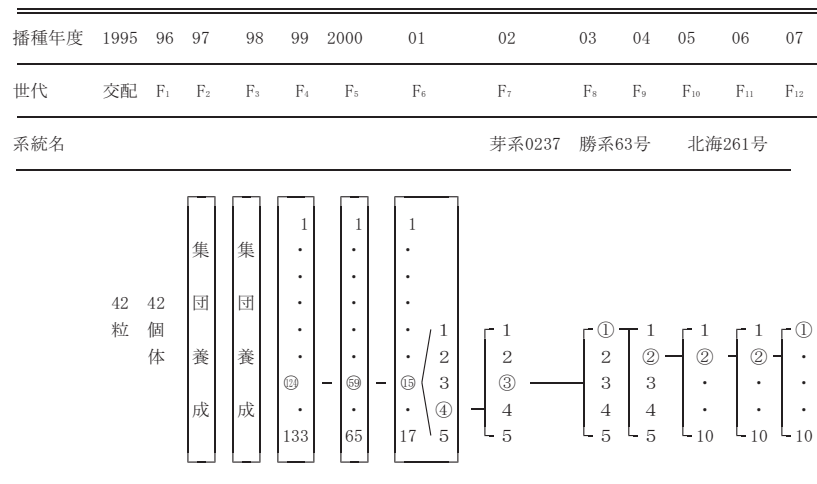 播種年度 1995 96 97 98 99 2000 01 02 03 04 05 06 07
世代 交配 F₁ F₂ F₃ F₄ F₅ F₆ F₇ F₈ F₉ F₁₀ F₁₁ F₁₂
系統名 芽系0237 勝系63号 北海261号
1 1 1
集 集 ・ ・ ・
・ ・ ・
42 42 団 団 ・ ・ ・
粒 個 ・ ・ ・ 1 1 ① 1 1 1 ①
体 養 養 ・ ・ ・ 2 2 2 ② ② ② ・
124 59 ⑮ 3 ③ 3 3 ・ ・ ・
成 成 ・ ・ ・ ④ 4 4 4 ・ ・ ・
133 65 17 5 5 5 5 10 10 10